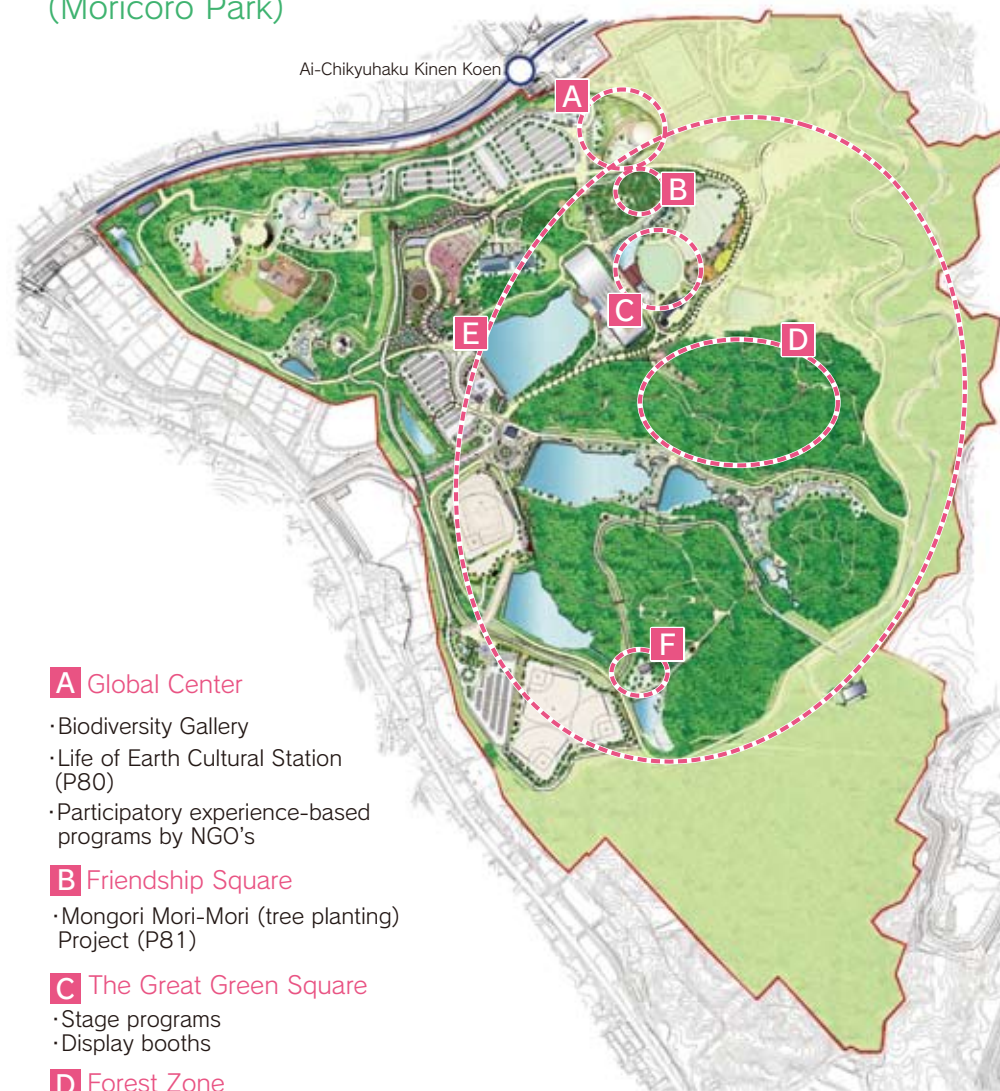 (Moricoro Park)
Ai-Chikyuhaku Kinen Koen
A
B
C
E
D
F
A Global Center
·Biodiversity Gallery
·Life of Earth Cultural Station
(P80)
·Participatory experience-based
programs by NGO's
B Friendship Square
·Mongori Mori-Mori (tree planting)
Project (P81)
C The Great Green Square
·Stage programs
·Display booths
D Forest Zone